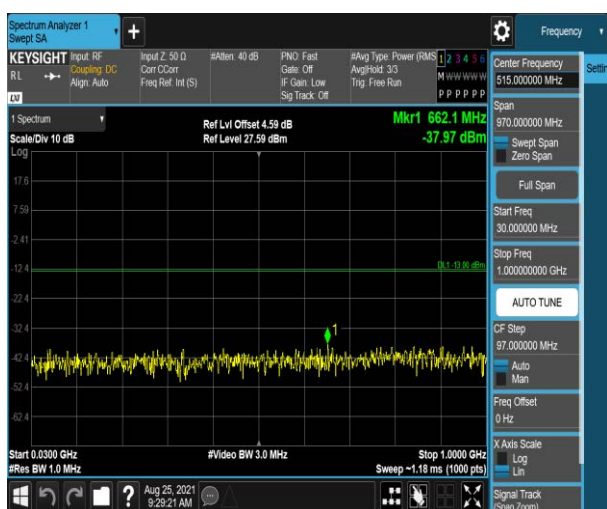 Spectrum Analyzer 1
Swept SA
+
Frequency
KEYSIGHT
RL
LXI
Input: RF
Coupling: DC
Align: Auto
Input Z: 50 Ω
Corr CCorr
Freq Ref: Int (S)
#Atten: 40 dB
PNO: Fast
Gate: Off
IF Gain: Low
Sig Track: Off
#Avg Type: Power (RMS
Avg|Hold: 3/3
Trig: Free Run
1 2 3 4 5 6
M W W W W W
P P P P P P
1 Spectrum
Scale/Div 10 dB
Log
Ref Lvl Offset 4.59 dB
Ref Level 27.59 dBm
Mkr1 662.1 MHz
-37.97 dBm
17.6
7.59
-2.41
-12.4
DL1 -13.00 dBm
-22.4
-32.4
1
-42.4
-52.4
-62.4
Start 0.0300 GHz
#Res BW 1.0 MHz
#Video BW 3.0 MHz
Stop 1.0000 GHz
Sweep ~1.18 ms (1000 pts)
?
Aug 25, 2021
9:29:21 AM
Center Frequency
515.000000 MHz
Settin
Span
970.000000 MHz
Swept Span
Zero Span
Full Span
Start Freq
30.000000 MHz
Stop Freq
1.000000000 GHz
AUTO TUNE
CF Step
97.000000 MHz
Auto
Man
Freq Offset
0 Hz
X Axis Scale
Log
Lin
Signal Track
(Span Zoom)